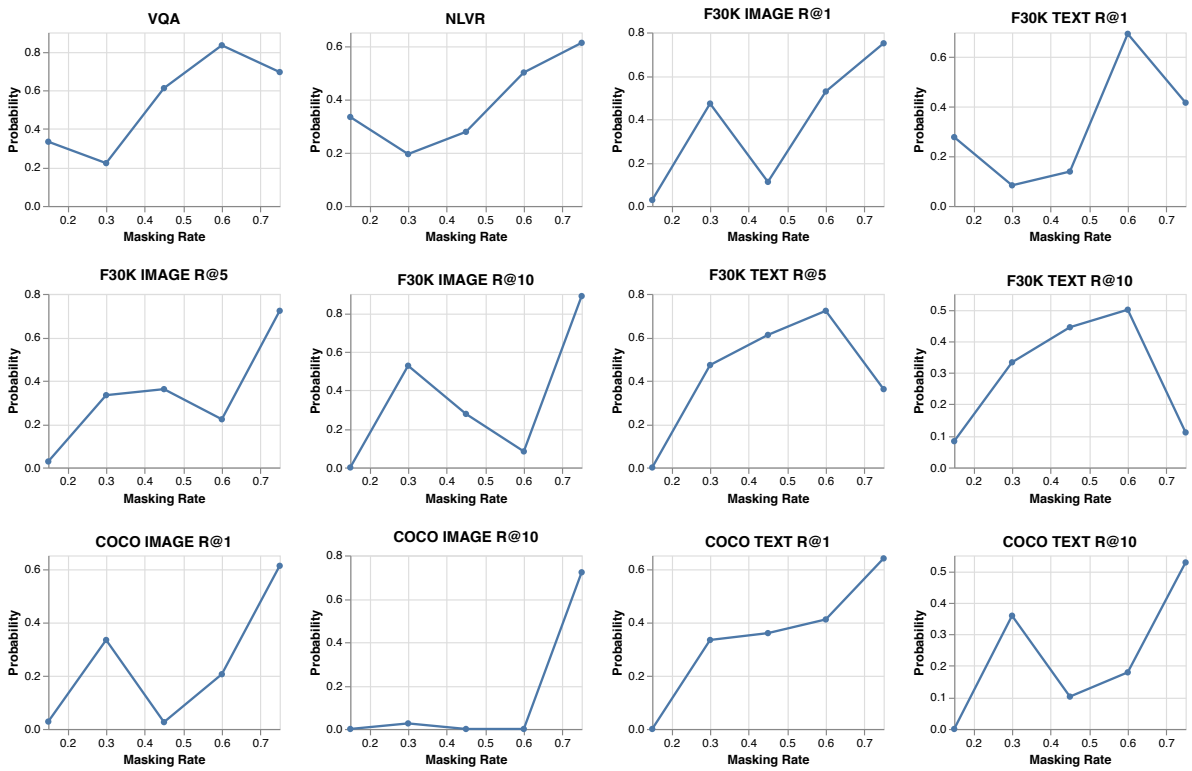 VQA
Probability
0.8
0.6
0.4
0.2
0.0
0.2 0.3 0.4 0.5 0.6 0.7
Masking Rate
NLVR
Probability
0.6
0.4
0.2
0.0
0.2 0.3 0.4 0.5 0.6 0.7
Masking Rate
F30K IMAGE R@1
Probability
0.8
0.6
0.4
0.2
0.0
0.2 0.3 0.4 0.5 0.6 0.7
Masking Rate
F30K TEXT R@1
Probability
0.6
0.4
0.2
0.0
0.2 0.3 0.4 0.5 0.6 0.7
Masking Rate
F30K IMAGE R@5
Probability
0.8
0.6
0.4
0.2
0.0
0.2 0.3 0.4 0.5 0.6 0.7
Masking Rate
F30K IMAGE R@10
Probability
0.8
0.6
0.4
0.2
0.0
0.2 0.3 0.4 0.5 0.6 0.7
Masking Rate
F30K TEXT R@5
Probability
0.8
0.6
0.4
0.2
0.0
0.2 0.3 0.4 0.5 0.6 0.7
Masking Rate
F30K TEXT R@10
Probability
0.5
0.4
0.3
0.2
0.1
0.0
0.2 0.3 0.4 0.5 0.6 0.7
Masking Rate
COCO IMAGE R@1
Probability
0.6
0.4
0.2
0.0
0.2 0.3 0.4 0.5 0.6 0.7
Masking Rate
COCO IMAGE R@10
Probability
0.8
0.6
0.4
0.2
0.0
0.2 0.3 0.4 0.5 0.6 0.7
Masking Rate
COCO TEXT R@1
Probability
0.6
0.4
0.2
0.0
0.2 0.3 0.4 0.5 0.6 0.7
Masking Rate
COCO TEXT R@10
Probability
0.5
0.4
0.3
0.2
0.1
0.0
0.2 0.3 0.4 0.5 0.6 0.7
Masking Rate